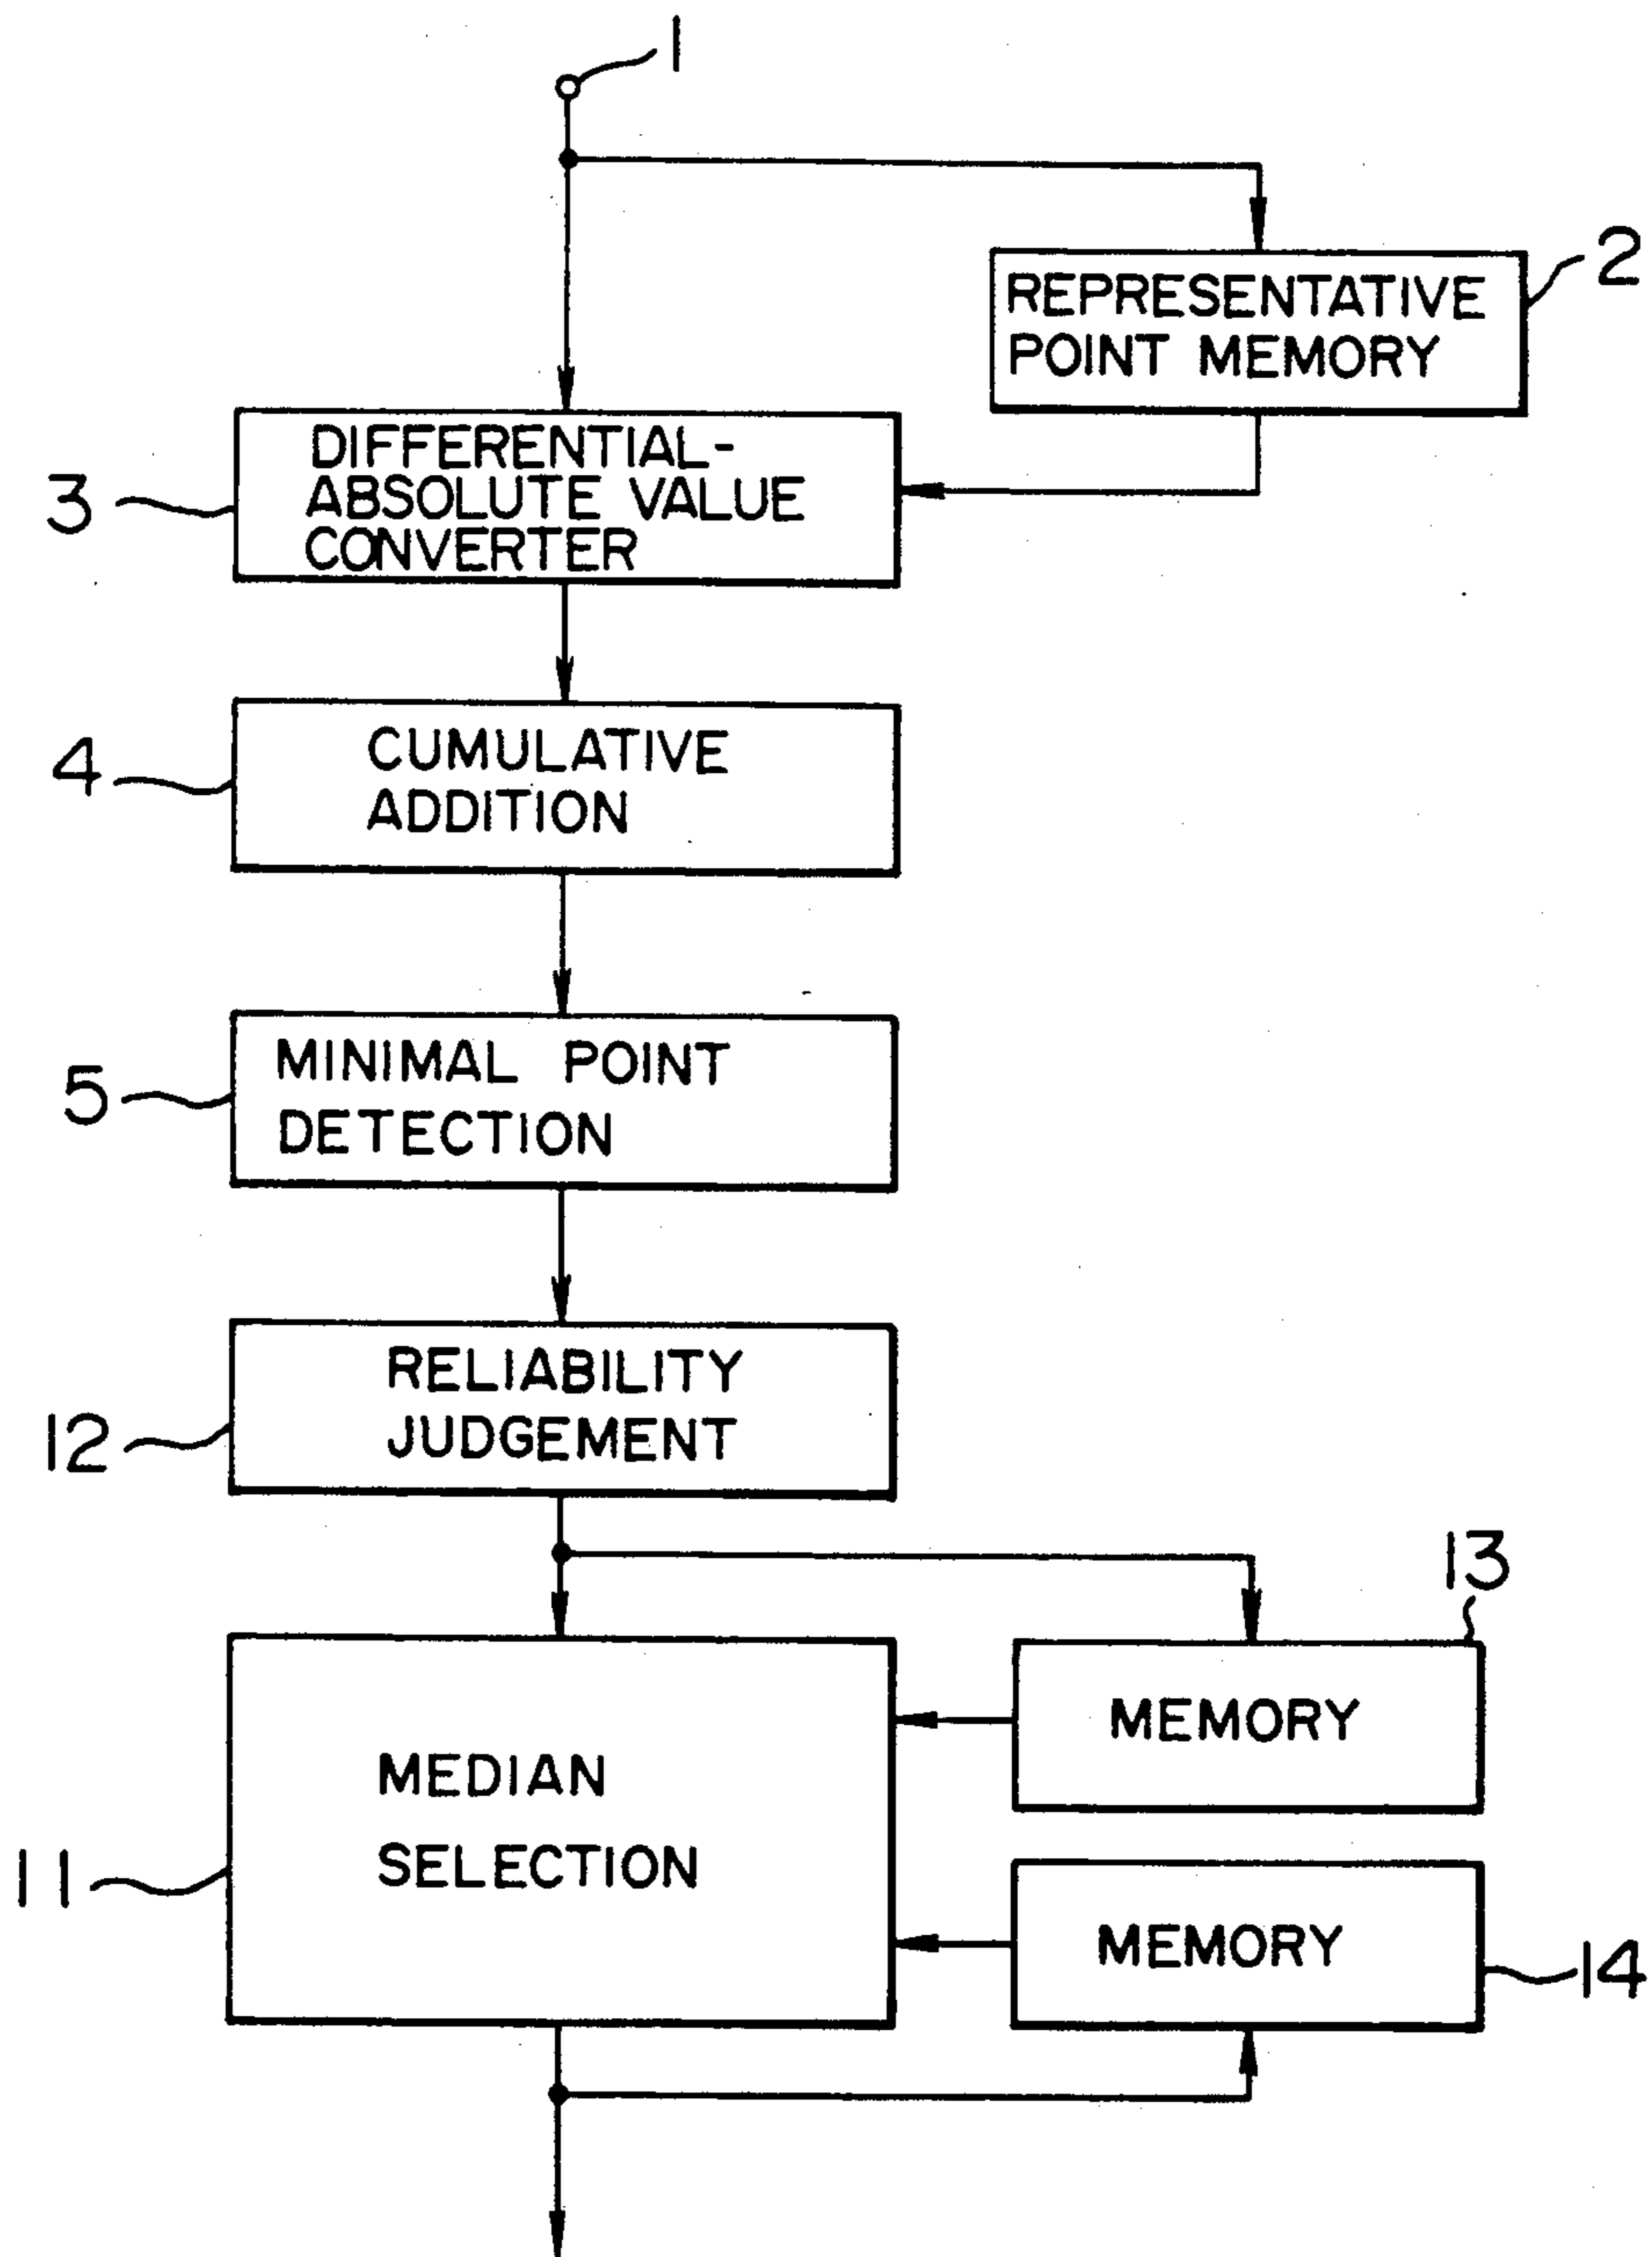 1
REPRESENTATIVE
POINT MEMORY
2
DIFFERENTIAL-
ABSOLUTE VALUE
CONVERTER
3
CUMULATIVE
ADDITION
4
MINIMAL POINT
DETECTION
5
RELIABILITY
JUDGEMENT
12
13
MEMORY
MEDIAN
SELECTION
11
MEMORY
14